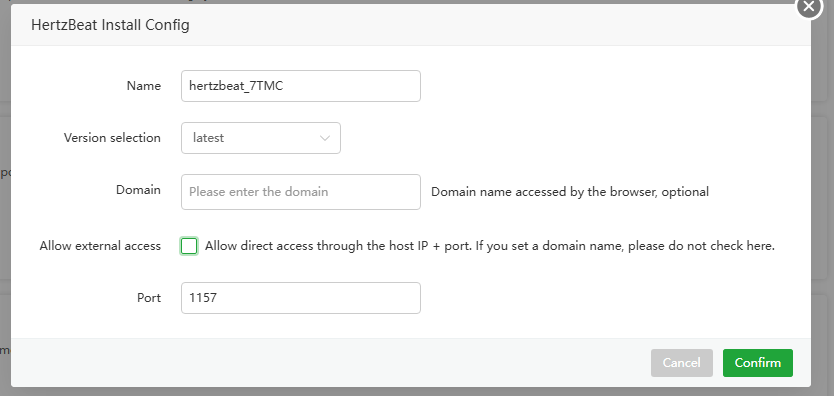 HertzBeat Install Config
Name
hertzbeat_7TMC
Version selection
latest
Domain
Please enter the domain
Domain name accessed by the browser, optional
Allow external access
Allow direct access through the host IP + port. If you set a domain name, please do not check here.
Port
1157
Cancel
Confirm